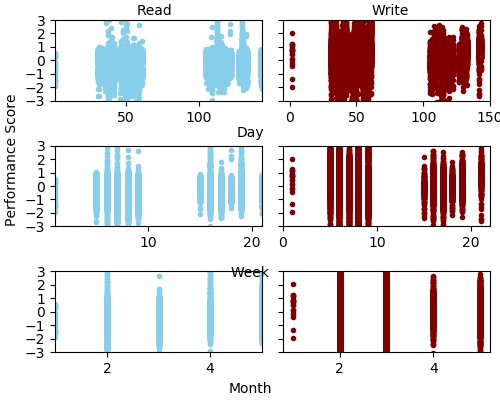 Read Write
3 2 1 0 −1 −2 −3
50 100 0 50 100 150
Day
3 2 1 0 −1 −2 −3
10 20 0 10 20
Week
3 2 1 0 −1 −2 −3
2 4 2 4
Month
Performance Score